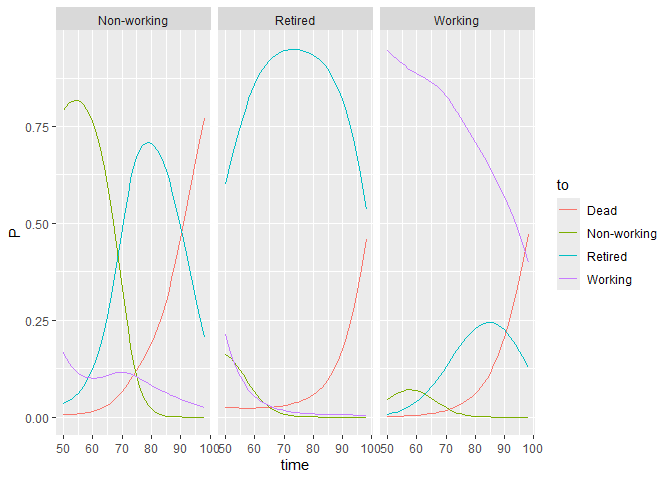 Non-working Retired Working
P
0.75
0.50
0.25
0.00
50 60 70 80 90 100 50 60 70 80 90 100 50 60 70 80 90 100
time
to
Dead
Non-working
Retired
Working